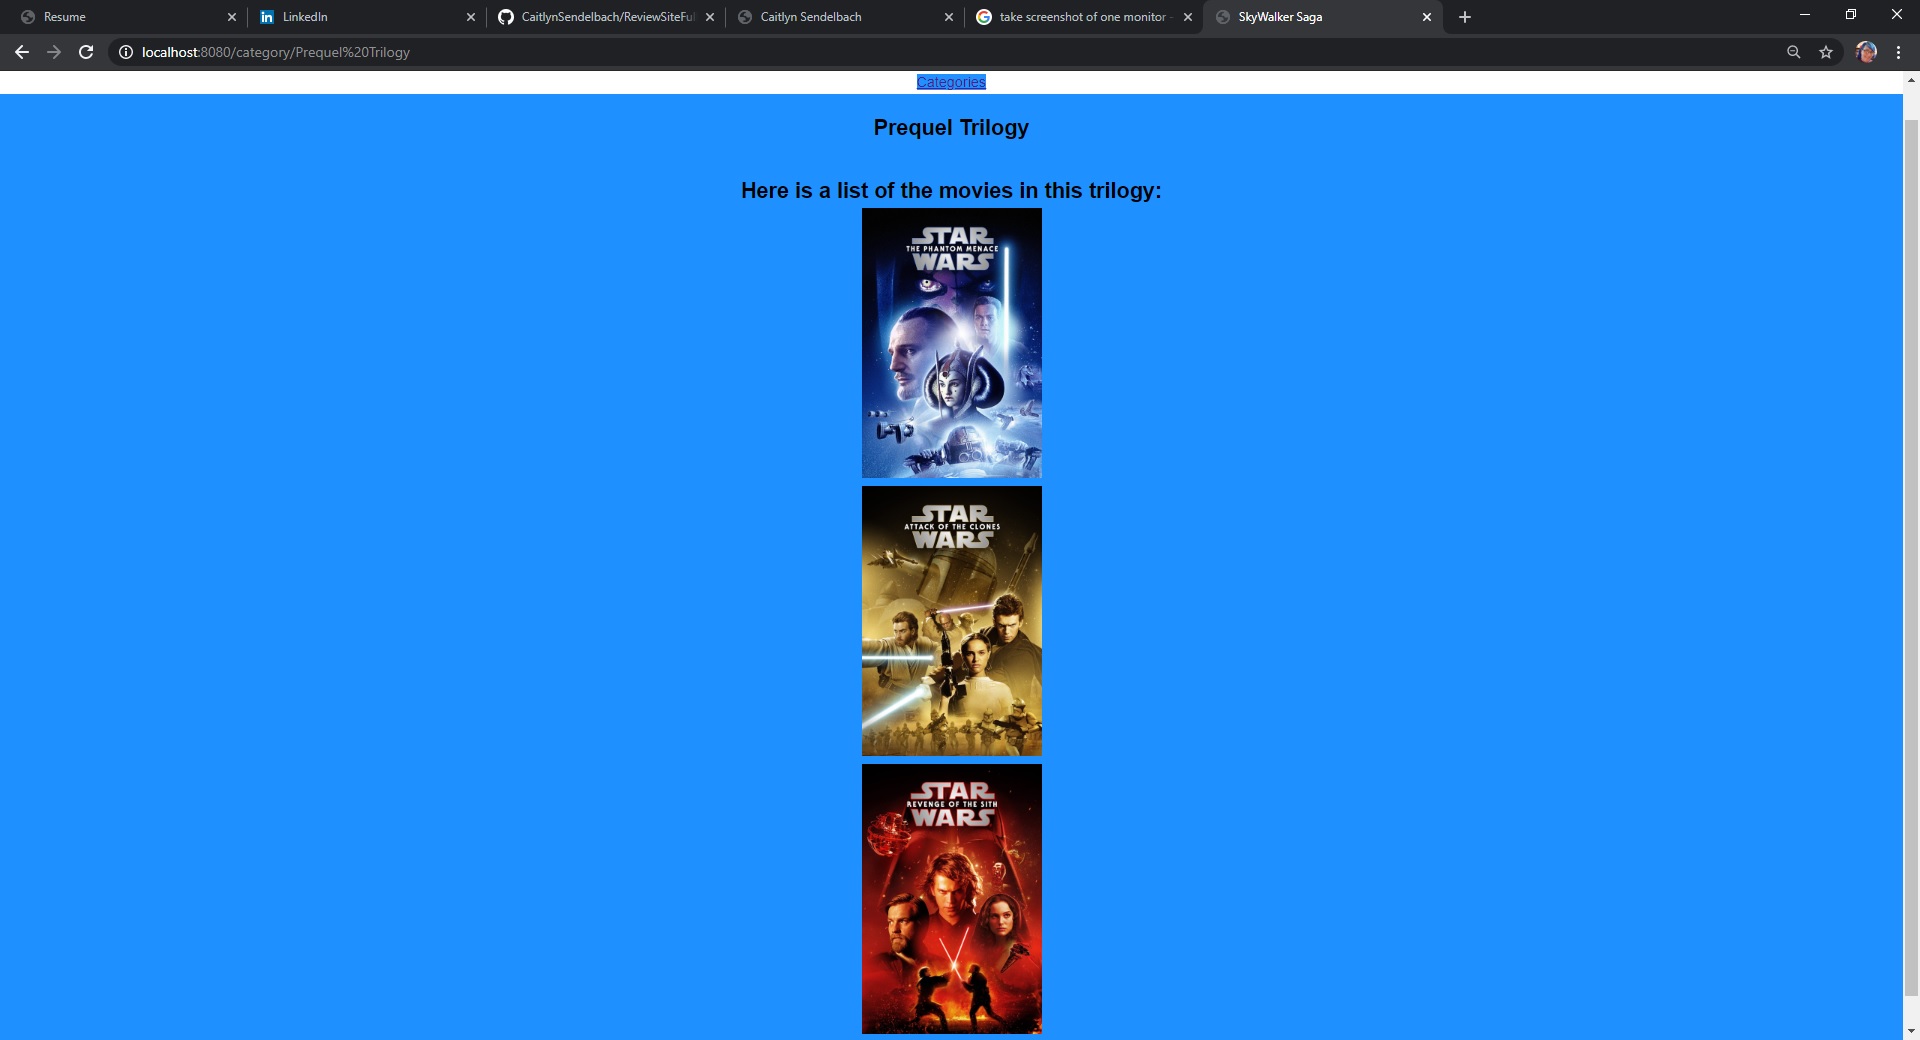 Resume
LinkedIn
CaitlynSendelbach/ReviewSiteFul
Caitlyn Sendelbach
take screenshot of one monitor -
SkyWalker Saga
localhost:8080/category/Prequel%20Trilogy
Categories
Prequel Trilogy
Here is a list of the movies in this trilogy:
STAR
THE PHANTOM MENACE
WARS
STAR
ATTACK OF THE CLONES
WARS
STAR
REVENGE OF THE SITH
WARS